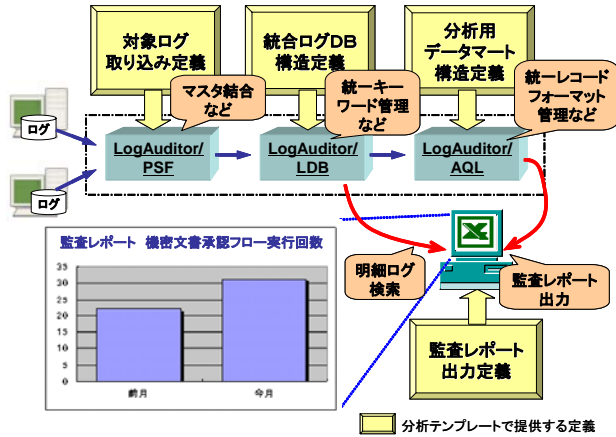 対象ログ
取り込み定義
統合ログDB
構造定義
分析用
データマート
構造定義
マスタ結合
など
統一キー
ワード管理
など
統一レコード
フォーマット
管理など
ログ
ログ
LogAuditor/
PSF
LogAuditor/
LDB
LogAuditor/
AQL
監査レポート 機密文書承認フロー実行回数
35
30
25
20
15
10
5
0
前月
今月
明細ログ
検索
監査レポート
出力
監査レポート
出力定義
分析テンプレートで提供する定義